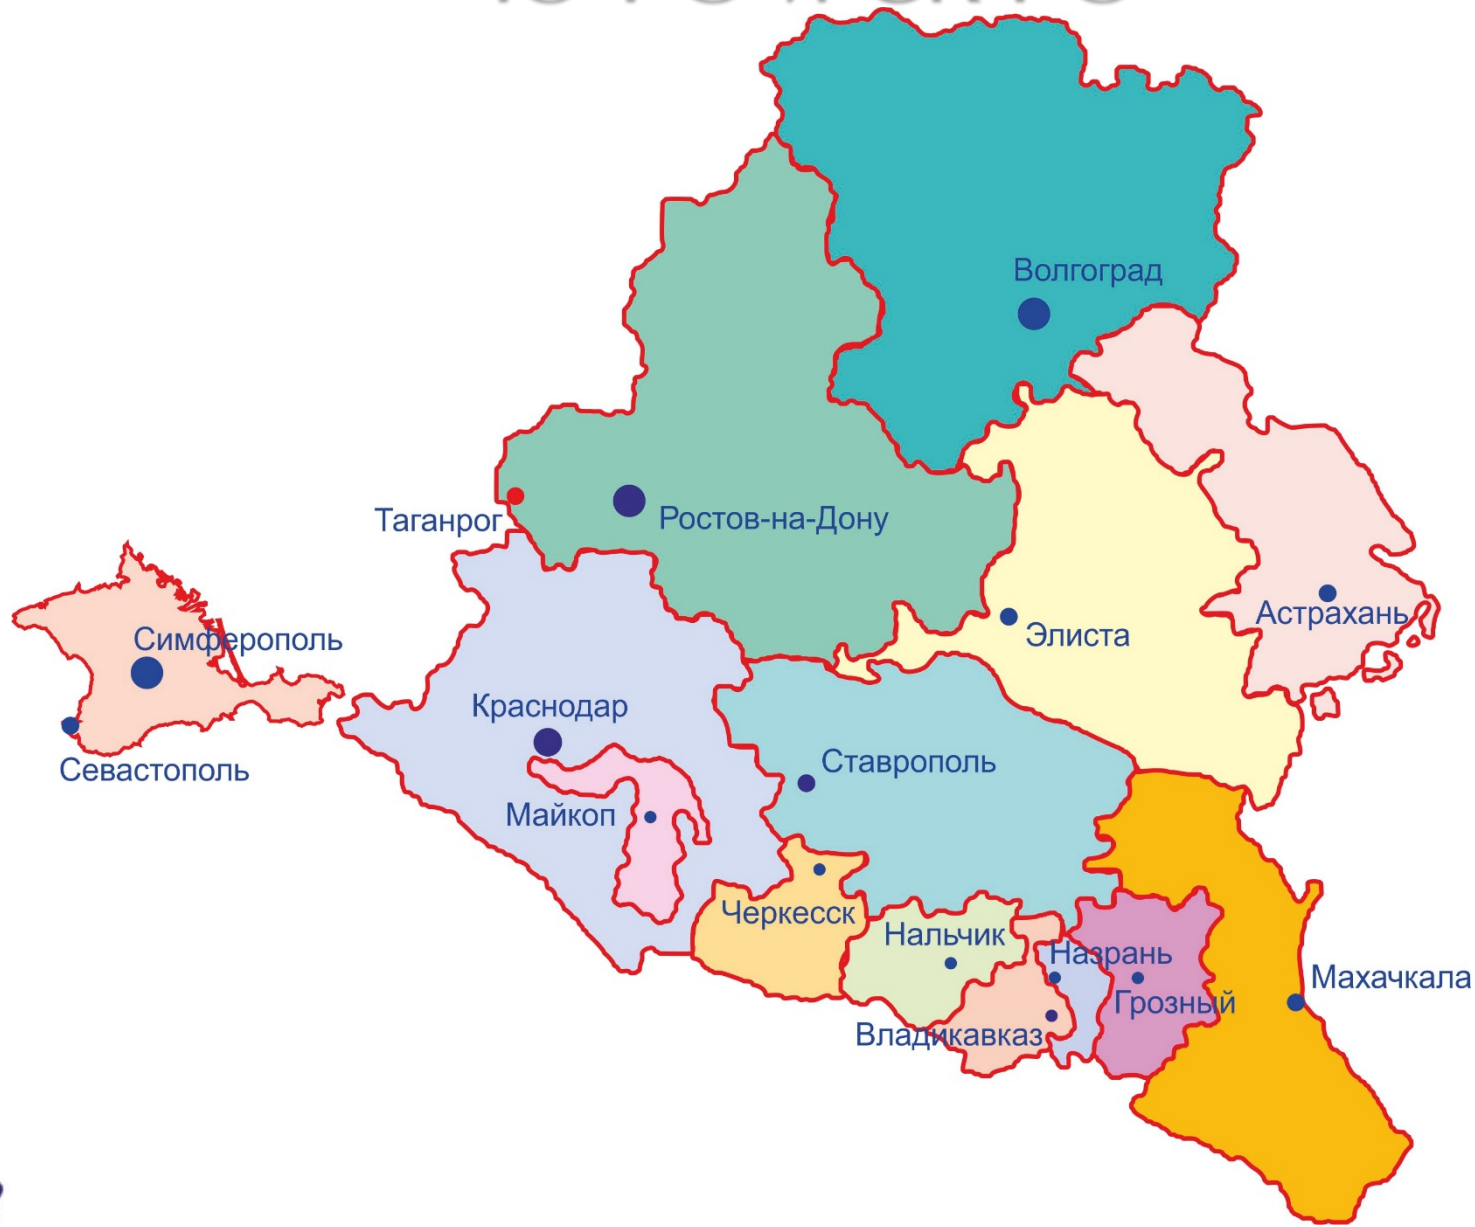 Волгоград
Таганрог
Ростов-на-Дону
Астрахань
Элиста
Симферополь
Краснодар
Севастополь
Ставрополь
Майкоп
Черкесск
Нальчик
Назрань
Махачкала
Грозный
Владикавказ